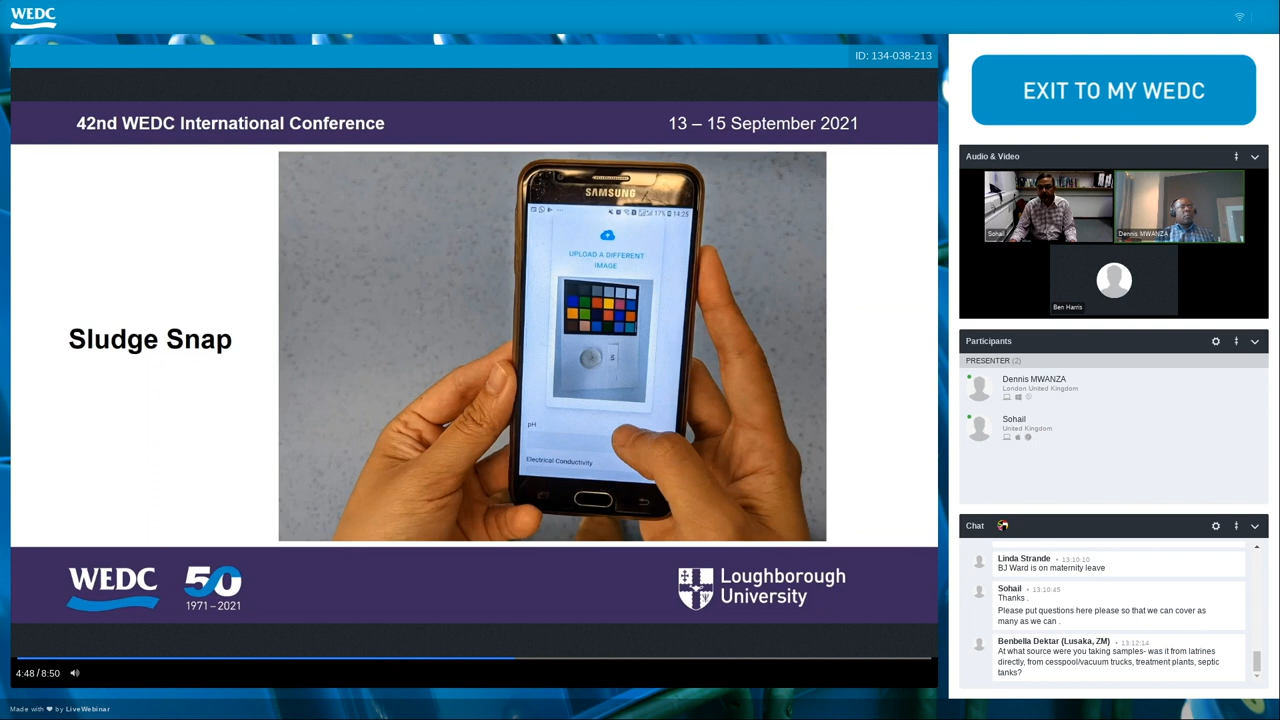 WEDC
ID: 134-038-213
42nd WEDC International Conference
13 – 15 September 2021
SAMSUNG
17% 14:25
UPLOAD A DIFFERENT
IMAGE
pH
Electrical Conductivity
Sludge Snap
WEDC
50
1971 – 2021
Loughborough
University
4:48 / 8:50
Made with ❤ by LiveWebinar
EXIT TO MY WEDC
Audio & Video
Sohail
Dennis MWANZA
Ben Harris
Participants
PRESENTER (2)
Dennis MWANZA
London United Kingdom
Sohail
United Kingdom
Chat
Linda Strande • 13:10:10
BJ Ward is on maternity leave
Sohail • 13:10:45
Thanks .
Please put questions here please so that we can cover as
many as we can .
Benbella Dektar (Lusaka, ZM) • 13:12:14
At what source were you taking samples- was it from latrines
directly, from cesspool/vacuum trucks, treatment plants, septic
tanks?